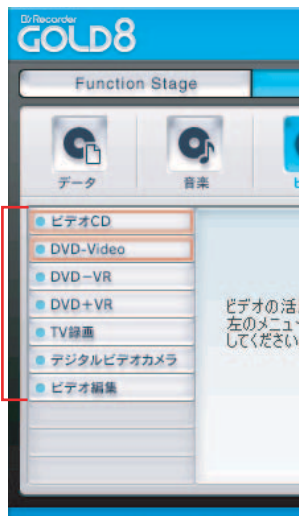 B's Recorder
GOLD8
Function Stage
データ
音楽
ビデオCD
DVD-Video
DVD-VR
DVD+VR
TV録画
デジタルビデオカメラ
ビデオ編集
ビデオの活
左のメニュー
してください